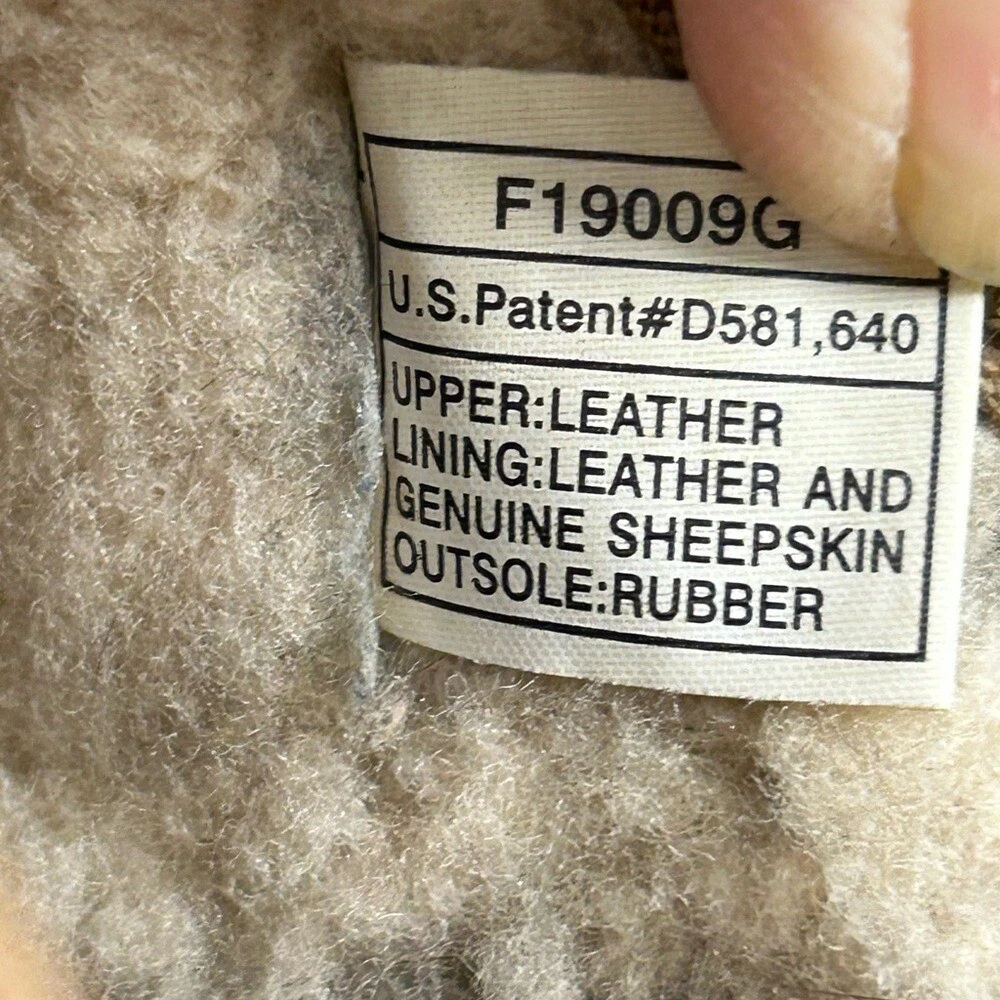 F19009G
U.S.Patent#D581,640
UPPER:LEATHER
LINING:LEATHER AND
GENUINE SHEEPSKIN
OUTSOLE:RUBBER